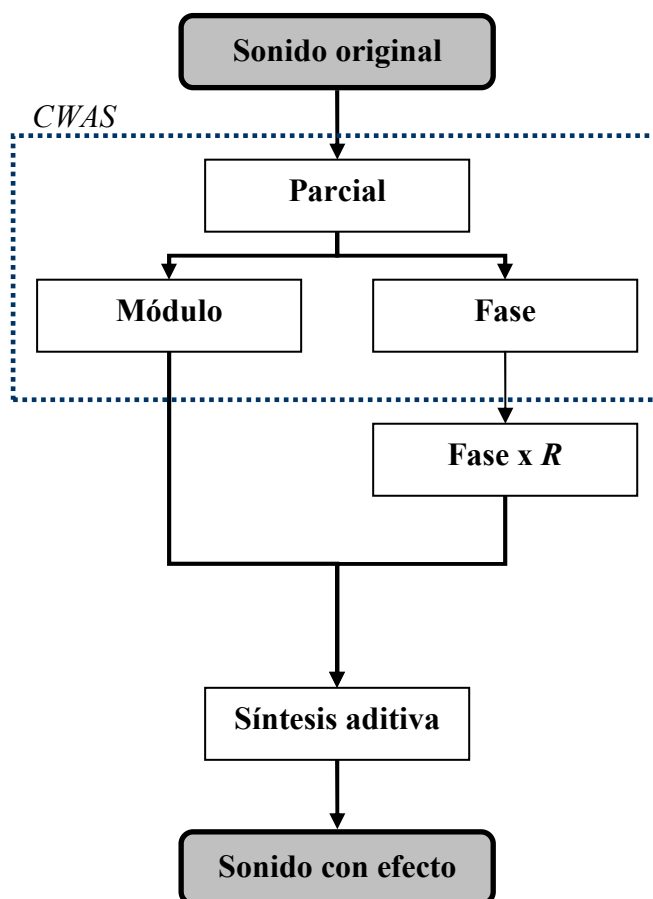 Sonido original
CWAS
Parcial
Módulo
Fase
Fase x R
Síntesis aditiva
Sonido con efecto